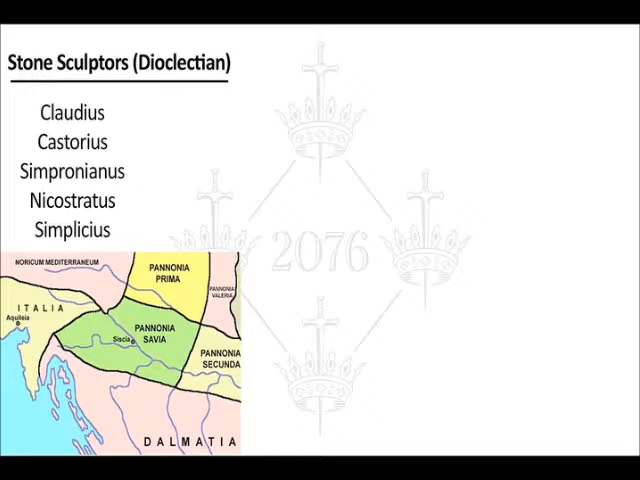 Stone Sculptors (Dioclectian)
Claudius
Castorius
Simpronianus
Nicostratus
Simplicius
2076
NORICUM MEDITERRANEUM
PANNONIA
PRIMA
PANNONIA
VALERIA
ITALIA
Aquileia
PANNONIA
SAVIA
Siscia
PANNONIA
SECUNDA
DALMATIA